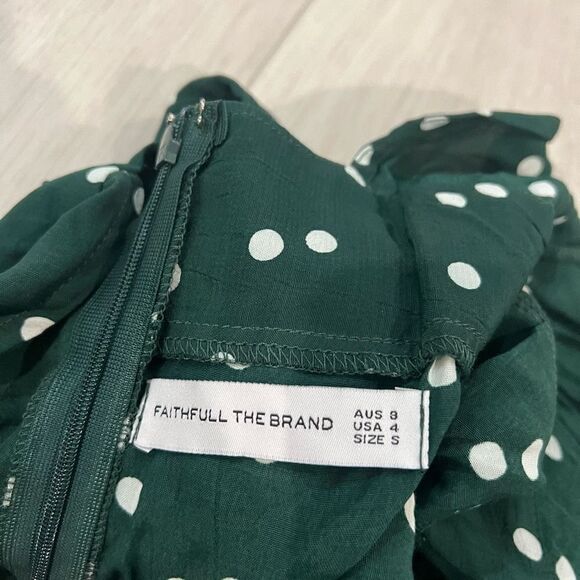 FAITHFULL THE BRAND
AUS 8
USA 4
SIZE S